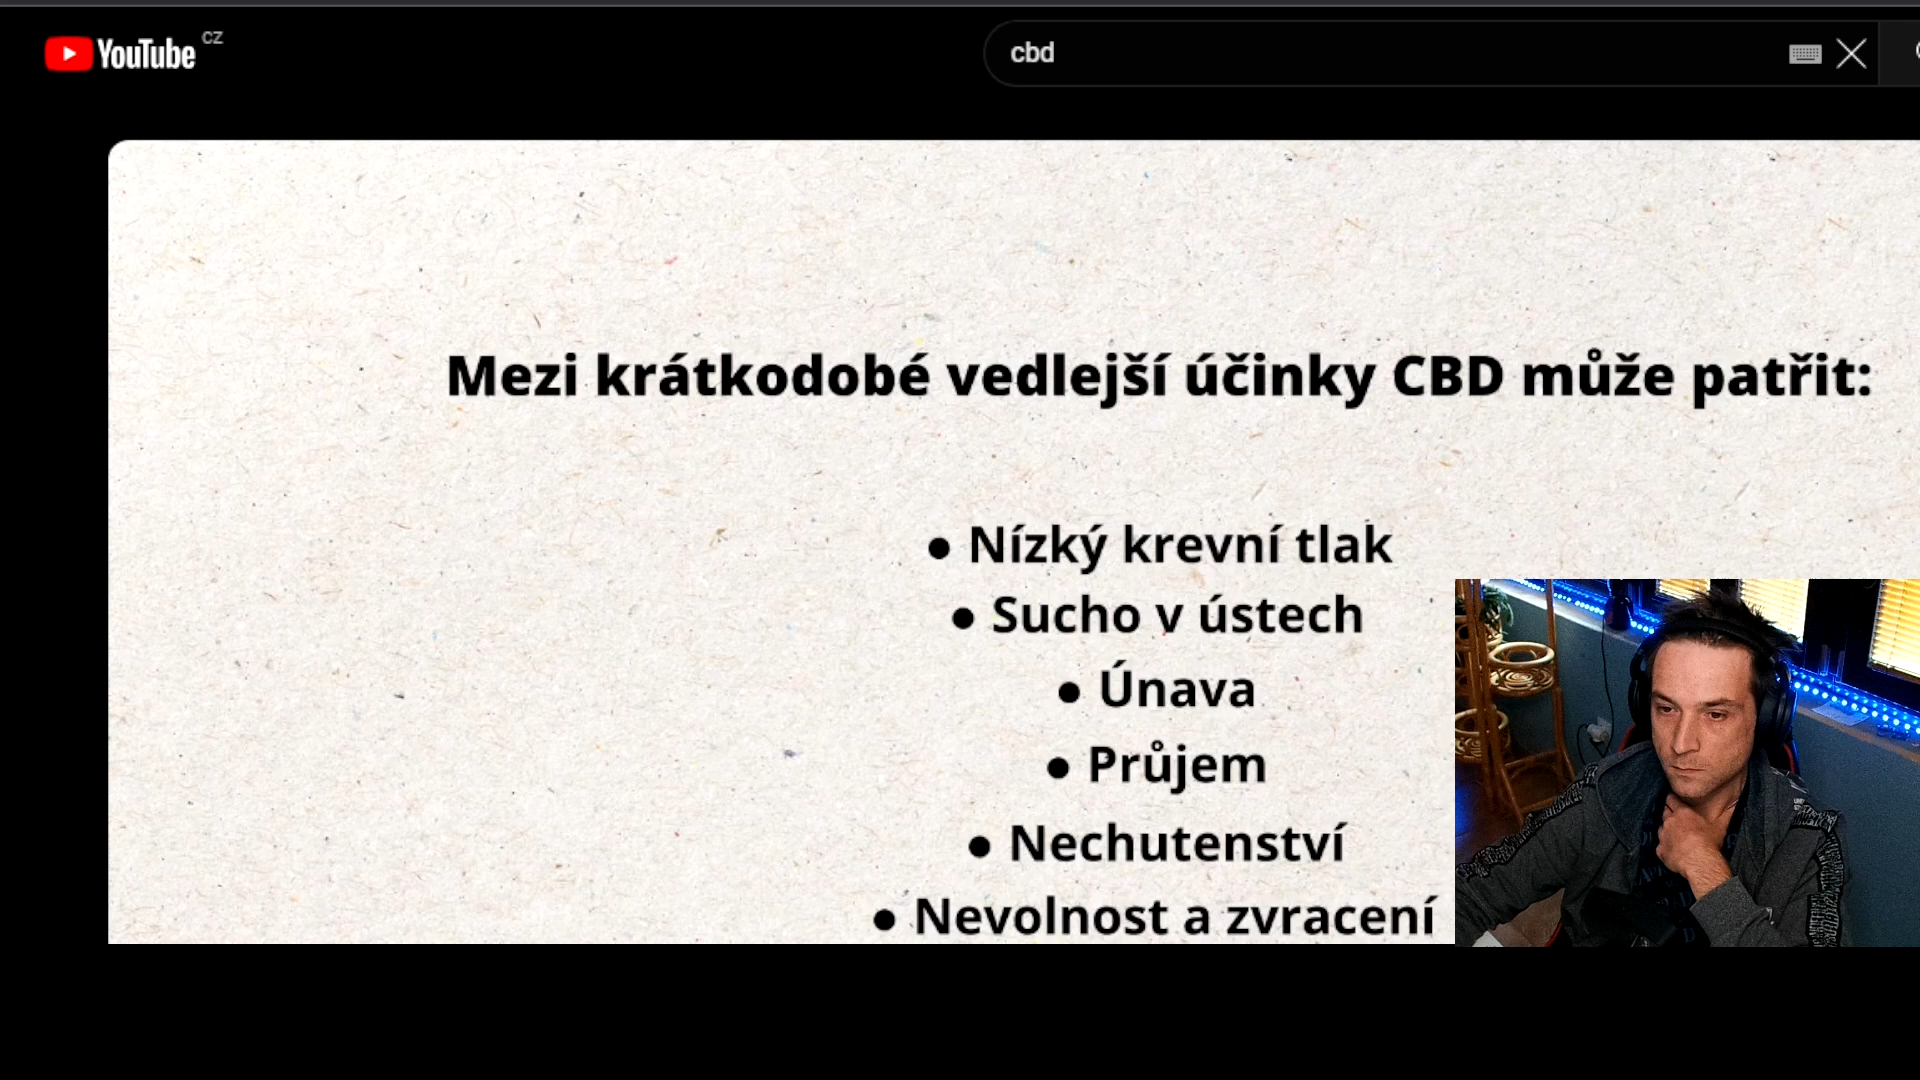 YouTube CZ
cbd
Mezi krátkodobé vedlejší účinky CBD může patřit:
● Nízký krevní tlak
● Sucho v ústech
● Únava
● Průjem
● Nechutenství
● Nevolnost a zvracení